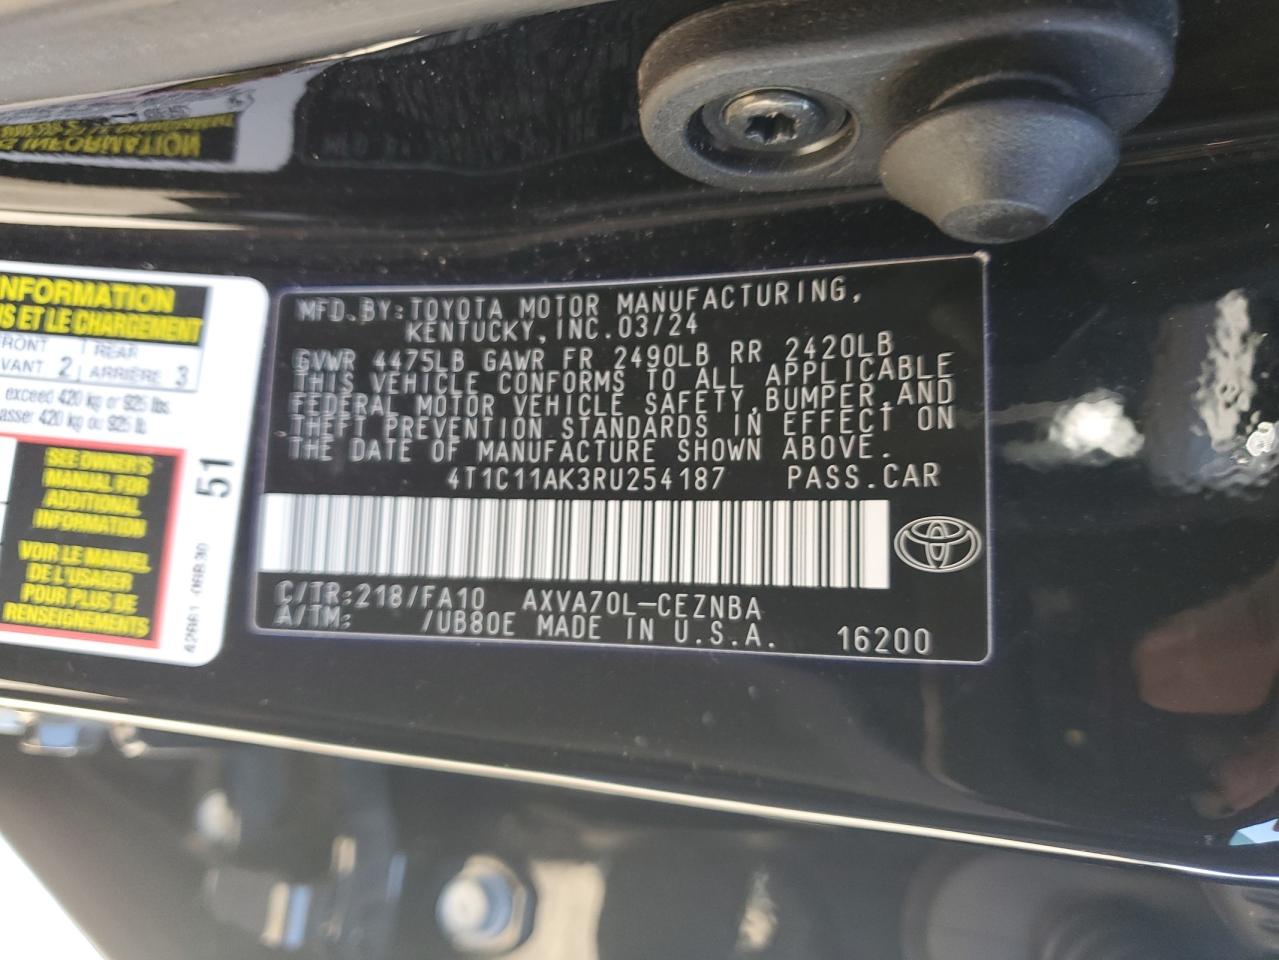 MFD. BY: TOYOTA MOTOR MANUFACTURING,
KENTUCKY, INC. 03/24
GVWR 4475LB GAWR FR 2490LB RR 2420LB
THIS VEHICLE CONFORMS TO ALL APPLICABLE
FEDERAL MOTOR VEHICLE SAFETY, BUMPER, AND
THEFT PREVENTION STANDARDS IN EFFECT ON
THE DATE OF MANUFACTURE SHOWN ABOVE.
4T1C11AK3RU254187 PASS. CAR
C/TR: 218/FA10 AXVA70L-CEZNBA
A/TM: /UB80E MADE IN U.S.A. 16200
NFORMATION
S ET LE CHARGEMENT
FRONT REAR
VANT 2 ARRIÈRE 3
exceed 420 kg or 925 lbs.
asser 420 kg ou 925 lb.
SEE OWNER'S
MANUAL FOR
ADDITIONAL
INFORMATION
VOIR LE MANUEL
DE L'USAGER
POUR PLUS DE
RENSEIGNEMENTS
51